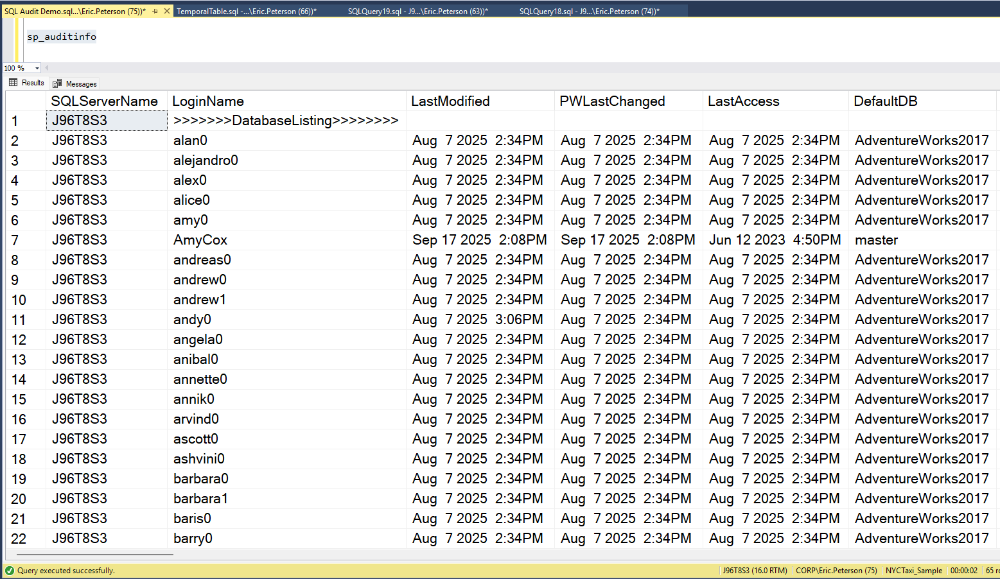 SQL Audit Demo.sql...\Eric.Peterson (75))* TemporalTable.sql -...\Eric.Peterson (66))* SQLQuery19.sql - J9...\Eric.Peterson (63))* SQLQuery18.sql - J9...\Eric.Peterson (74))*
sp_auditinfo
100 %
Results Messages
SQLServerName LoginName LastModified PWLastChanged LastAccess DefaultDB
1 J96T8S3 >>>>>>>DatabaseListing>>>>>>>>
2 J96T8S3 alan0 Aug 7 2025 2:34PM Aug 7 2025 2:34PM Aug 7 2025 2:34PM AdventureWorks2017
3 J96T8S3 alejandro0 Aug 7 2025 2:34PM Aug 7 2025 2:34PM Aug 7 2025 2:34PM AdventureWorks2017
4 J96T8S3 alex0 Aug 7 2025 2:34PM Aug 7 2025 2:34PM Aug 7 2025 2:34PM AdventureWorks2017
5 J96T8S3 alice0 Aug 7 2025 2:34PM Aug 7 2025 2:34PM Aug 7 2025 2:34PM AdventureWorks2017
6 J96T8S3 amy0 Aug 7 2025 2:34PM Aug 7 2025 2:34PM Aug 7 2025 2:34PM AdventureWorks2017
7 J96T8S3 AmyCox Sep 17 2025 2:08PM Sep 17 2025 2:08PM Jun 12 2023 4:50PM master
8 J96T8S3 andreas0 Aug 7 2025 2:34PM Aug 7 2025 2:34PM Aug 7 2025 2:34PM AdventureWorks2017
9 J96T8S3 andrew0 Aug 7 2025 2:34PM Aug 7 2025 2:34PM Aug 7 2025 2:34PM AdventureWorks2017
10 J96T8S3 andrew1 Aug 7 2025 2:34PM Aug 7 2025 2:34PM Aug 7 2025 2:34PM AdventureWorks2017
11 J96T8S3 andy0 Aug 7 2025 3:06PM Aug 7 2025 2:34PM Aug 7 2025 2:34PM AdventureWorks2017
12 J96T8S3 angela0 Aug 7 2025 2:34PM Aug 7 2025 2:34PM Aug 7 2025 2:34PM AdventureWorks2017
13 J96T8S3 anibal0 Aug 7 2025 2:34PM Aug 7 2025 2:34PM Aug 7 2025 2:34PM AdventureWorks2017
14 J96T8S3 annette0 Aug 7 2025 2:34PM Aug 7 2025 2:34PM Aug 7 2025 2:34PM AdventureWorks2017
15 J96T8S3 annik0 Aug 7 2025 2:34PM Aug 7 2025 2:34PM Aug 7 2025 2:34PM AdventureWorks2017
16 J96T8S3 arvind0 Aug 7 2025 2:34PM Aug 7 2025 2:34PM Aug 7 2025 2:34PM AdventureWorks2017
17 J96T8S3 ascott0 Aug 7 2025 2:34PM Aug 7 2025 2:34PM Aug 7 2025 2:34PM AdventureWorks2017
18 J96T8S3 ashvini0 Aug 7 2025 2:34PM Aug 7 2025 2:34PM Aug 7 2025 2:34PM AdventureWorks2017
19 J96T8S3 barbara0 Aug 7 2025 2:34PM Aug 7 2025 2:34PM Aug 7 2025 2:34PM AdventureWorks2017
20 J96T8S3 barbara1 Aug 7 2025 2:34PM Aug 7 2025 2:34PM Aug 7 2025 2:34PM AdventureWorks2017
21 J96T8S3 baris0 Aug 7 2025 2:34PM Aug 7 2025 2:34PM Aug 7 2025 2:34PM AdventureWorks2017
22 J96T8S3 barry0 Aug 7 2025 2:34PM Aug 7 2025 2:34PM Aug 7 2025 2:34PM AdventureWorks2017
Query executed successfully. J96T8S3 (16.0 RTM) CORP\Eric.Peterson (75) NYCTaxi_Sample 00:00:02 65